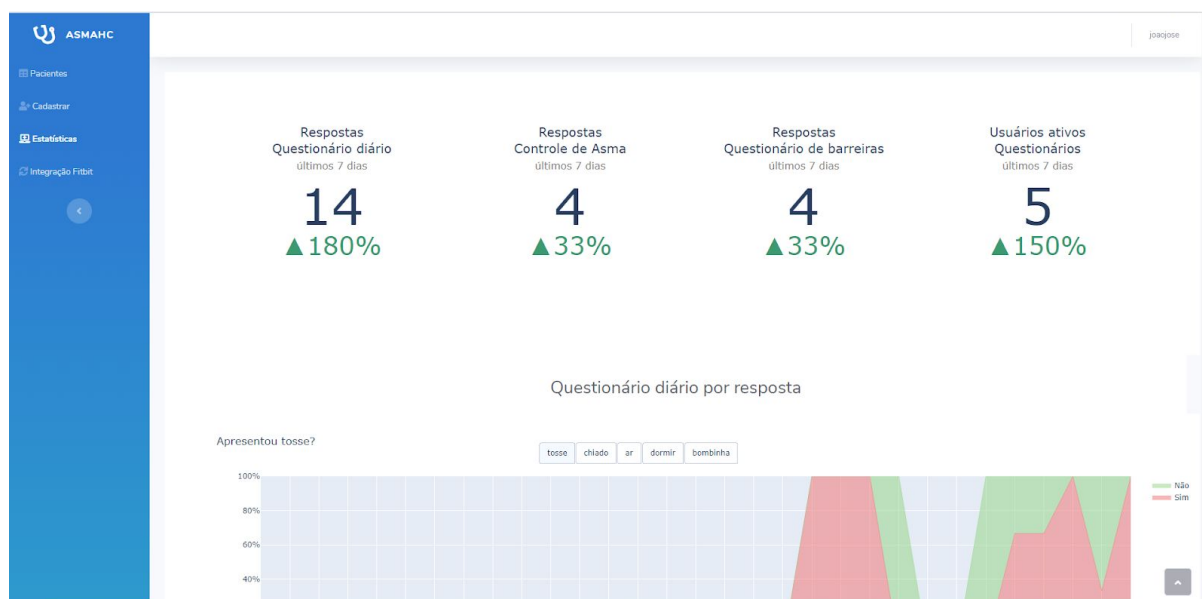 ASMAHC
joaojose
Pacientes
Cadastrar
Estatísticas
Integração Fitbit
Respostas
Questionário diário
últimos 7 dias
14
▲180%
Respostas
Controle de Asma
últimos 7 dias
4
▲33%
Respostas
Questionário de barreiras
últimos 7 dias
4
▲33%
Usuários ativos
Questionários
últimos 7 dias
5
▲150%
Questionário diário por resposta
Apresentou tosse?
tosse chiado ar dormir bombinha
100%
80%
60%
40%
Não
Sim